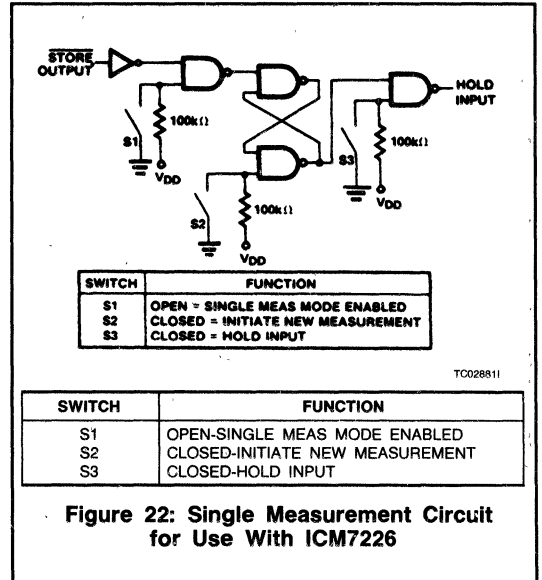 STORE
OUTPUT
HOLD
INPUT
100kΩ
S1
VDD
100kΩ
S3
VDD
100kΩ
S2
VDD
SWITCH FUNCTION
S1 OPEN = SINGLE MEAS MODE ENABLED
S2 CLOSED = INITIATE NEW MEASUREMENT
S3 CLOSED = HOLD INPUT
TC02881I
SWITCH FUNCTION
S1 OPEN-SINGLE MEAS MODE ENABLED
S2 CLOSED-INITIATE NEW MEASUREMENT
S3 CLOSED-HOLD INPUT
Figure 22: Single Measurement Circuit
for Use With ICM7226